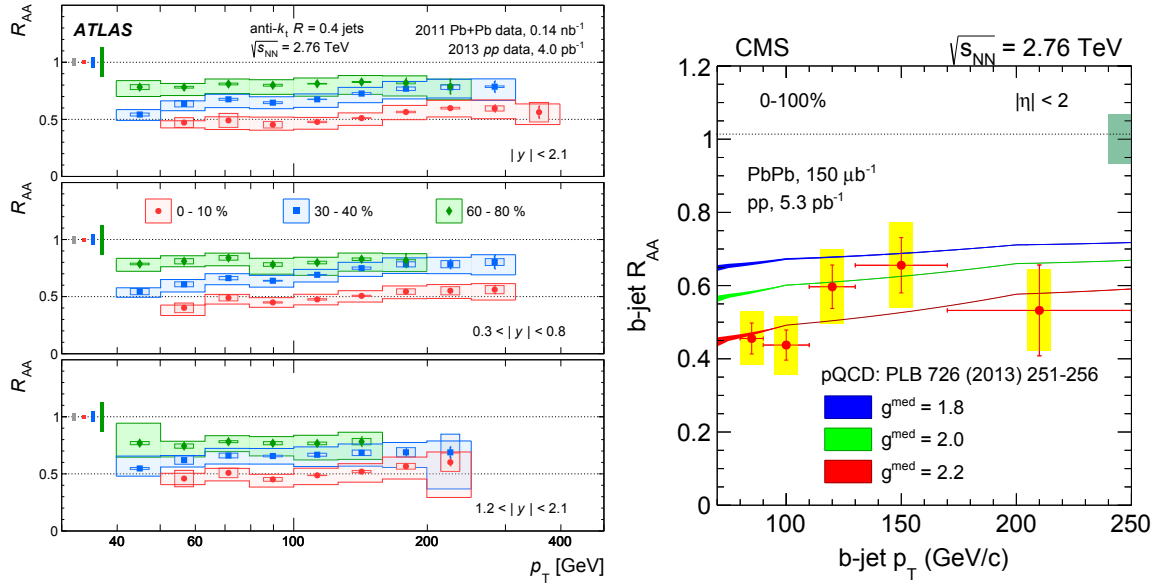 ATLAS
anti-kt R = 0.4 jets
√sNN = 2.76 TeV
2011 Pb+Pb data, 0.14 nb⁻¹
2013 pp data, 4.0 pb⁻¹
RAA
1
0.5
0
| y | < 2.1
RAA
1
0.5
0
0 - 10 %
30 - 40 %
60 - 80 %
0.3 < | y | < 0.8
RAA
1
0.5
0
1.2 < | y | < 2.1
40 60 100 200 500
pT [GeV]
CMS
√sNN = 2.76 TeV
0-100%
|η| < 2
PbPb, 150 μb⁻¹
pp, 5.3 pb⁻¹
b-jet RAA
1.2
1
0.8
0.6
0.4
0.2
0
pQCD: PLB 726 (2013) 251-256
gᵐᵉᵈ = 1.8
gᵐᵉᵈ = 2.0
gᵐᵉᵈ = 2.2
100 150 200 250
b-jet pT (GeV/c)